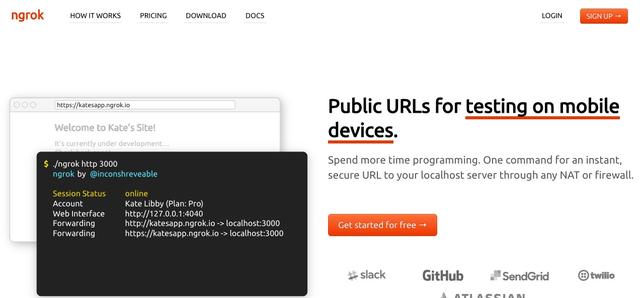 ngrok
HOW IT WORKS PRICING DOWNLOAD DOCS LOGIN SIGN UP →
https://katesapp.ngrok.io
Welcome to Kate's Site!
It's currently under development...
$ ./ngrok http 3000
ngrok by @inconshreveable
Session Status online
Account Kate Libby (Plan: Pro)
Web Interface http://127.0.0.1:4040
Forwarding http://katesapp.ngrok.io -> localhost:3000
Forwarding https://katesapp.ngrok.io -> localhost:3000
Public URLs for testing on mobile
devices.
Spend more time programming. One command for an instant,
secure URL to your localhost server through any NAT or firewall.
Get started for free →
slack GitHub SendGrid twilio
ATLASSIAN